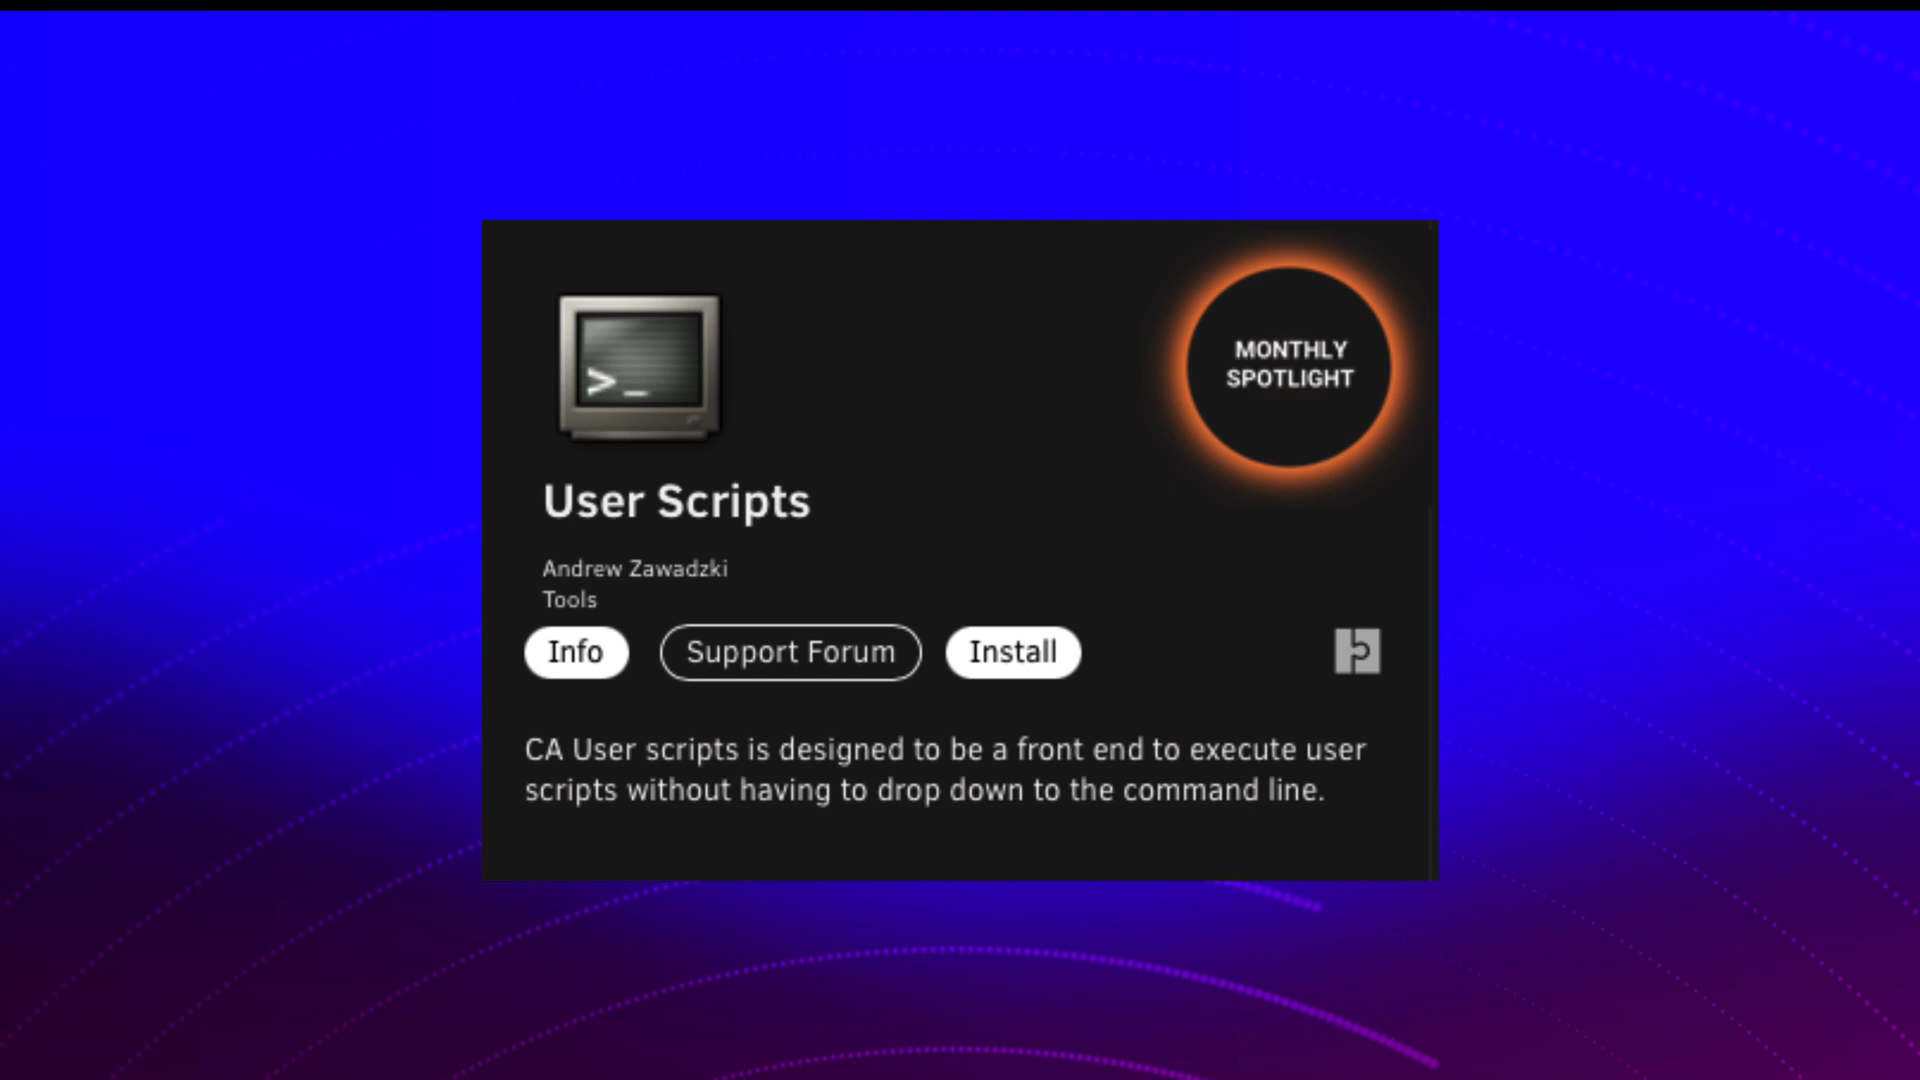 >_
MONTHLY
SPOTLIGHT
User Scripts
Andrew Zawadzki
Tools
Info
Support Forum
Install
CA User scripts is designed to be a front end to execute user
scripts without having to drop down to the command line.